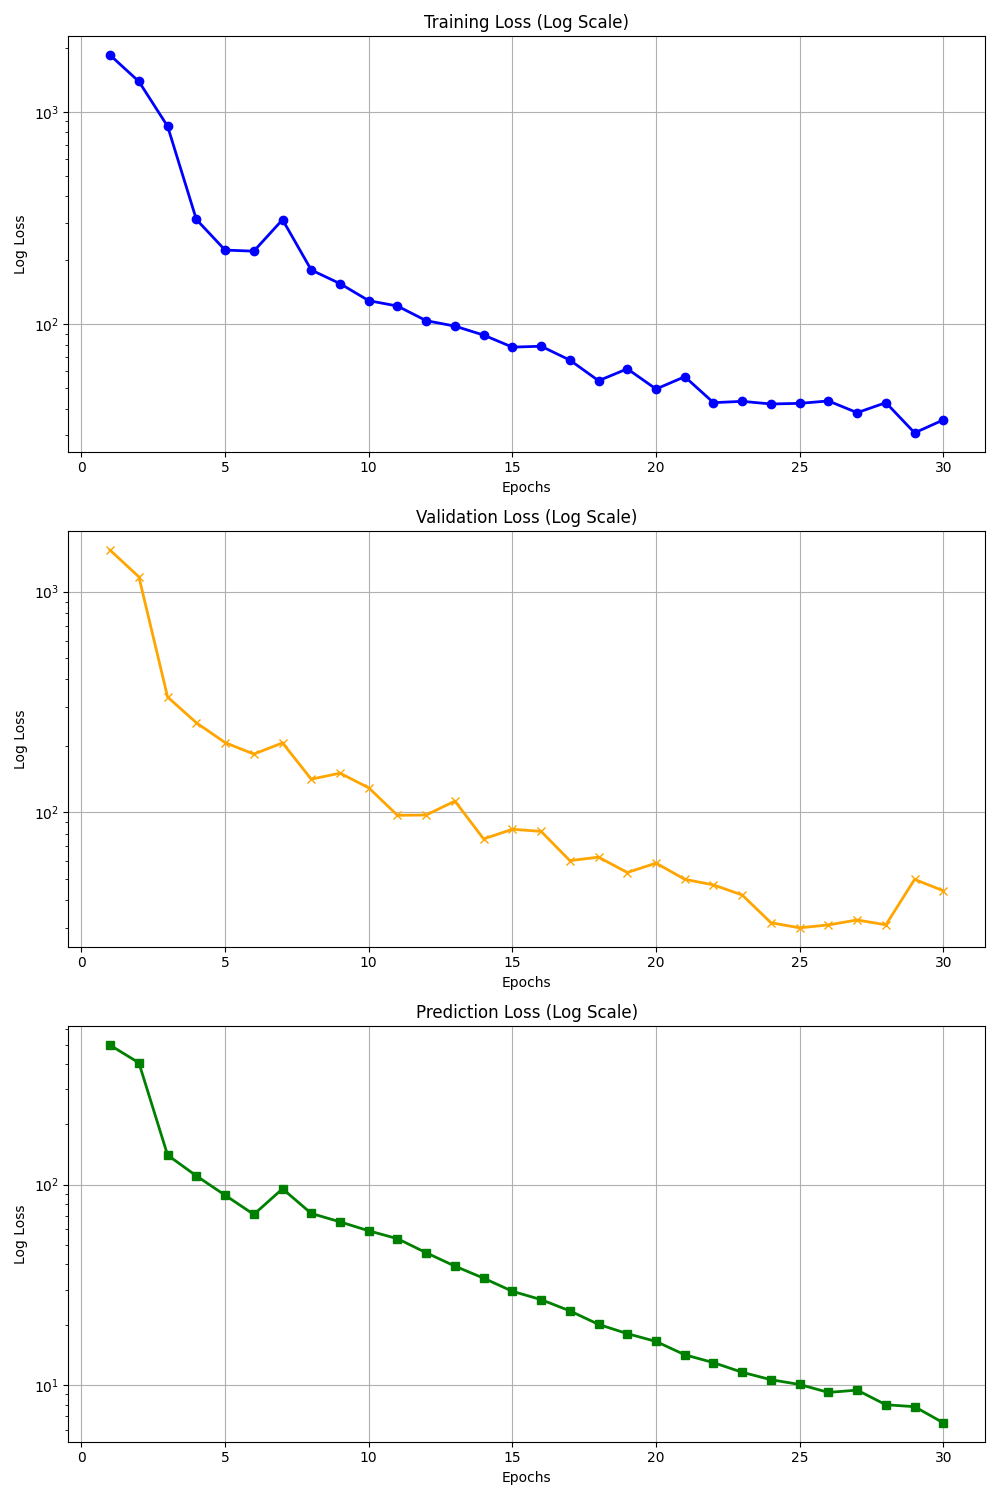 Training Loss (Log Scale)
10³
10²
Log Loss
0 5 10 15 20 25 30
Epochs
Validation Loss (Log Scale)
10³
10²
Log Loss
0 5 10 15 20 25 30
Epochs
Prediction Loss (Log Scale)
10²
10¹
Log Loss
0 5 10 15 20 25 30
Epochs